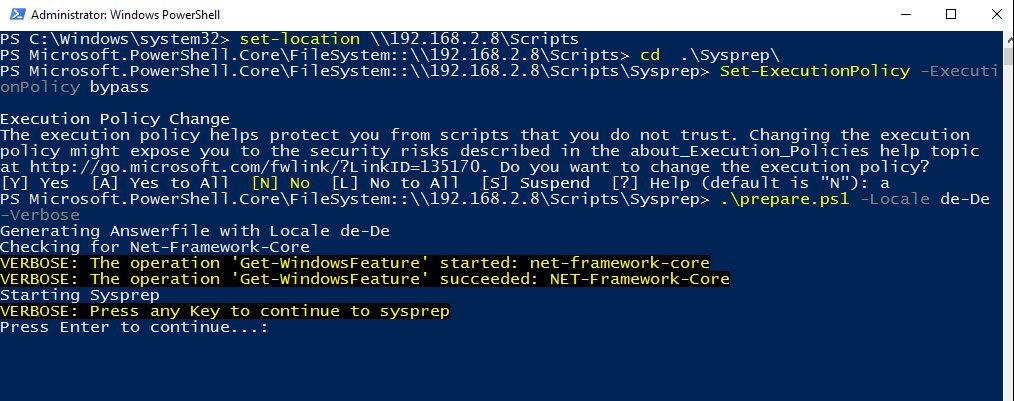 Administrator: Windows PowerShell
PS C:\Windows\system32> set-location \\192.168.2.8\Scripts
PS Microsoft.PowerShell.Core\FileSystem::\\192.168.2.8\Scripts> cd  .\Sysprep\
PS Microsoft.PowerShell.Core\FileSystem::\\192.168.2.8\Scripts\Sysprep> Set-ExecutionPolicy -Executi
onPolicy bypass
Execution Policy Change
The execution policy helps protect you from scripts that you do not trust. Changing the execution
policy might expose you to the security risks described in the about_Execution_Policies help topic
at http://go.microsoft.com/fwlink/?LinkID=135170. Do you want to change the execution policy?
[Y] Yes  [A] Yes to All  [N] No  [L] No to All  [S] Suspend  [?] Help (default is "N"): a
PS Microsoft.PowerShell.Core\FileSystem::\\192.168.2.8\Scripts\Sysprep> .\prepare.ps1 -Locale de-De
-Verbose
Generating Answerfile with Locale de-De
Checking for Net-Framework-Core
VERBOSE: The operation 'Get-WindowsFeature' started: net-framework-core
VERBOSE: The operation 'Get-WindowsFeature' succeeded: NET-Framework-Core
Starting Sysprep
VERBOSE: Press any Key to continue to sysprep
Press Enter to continue...: